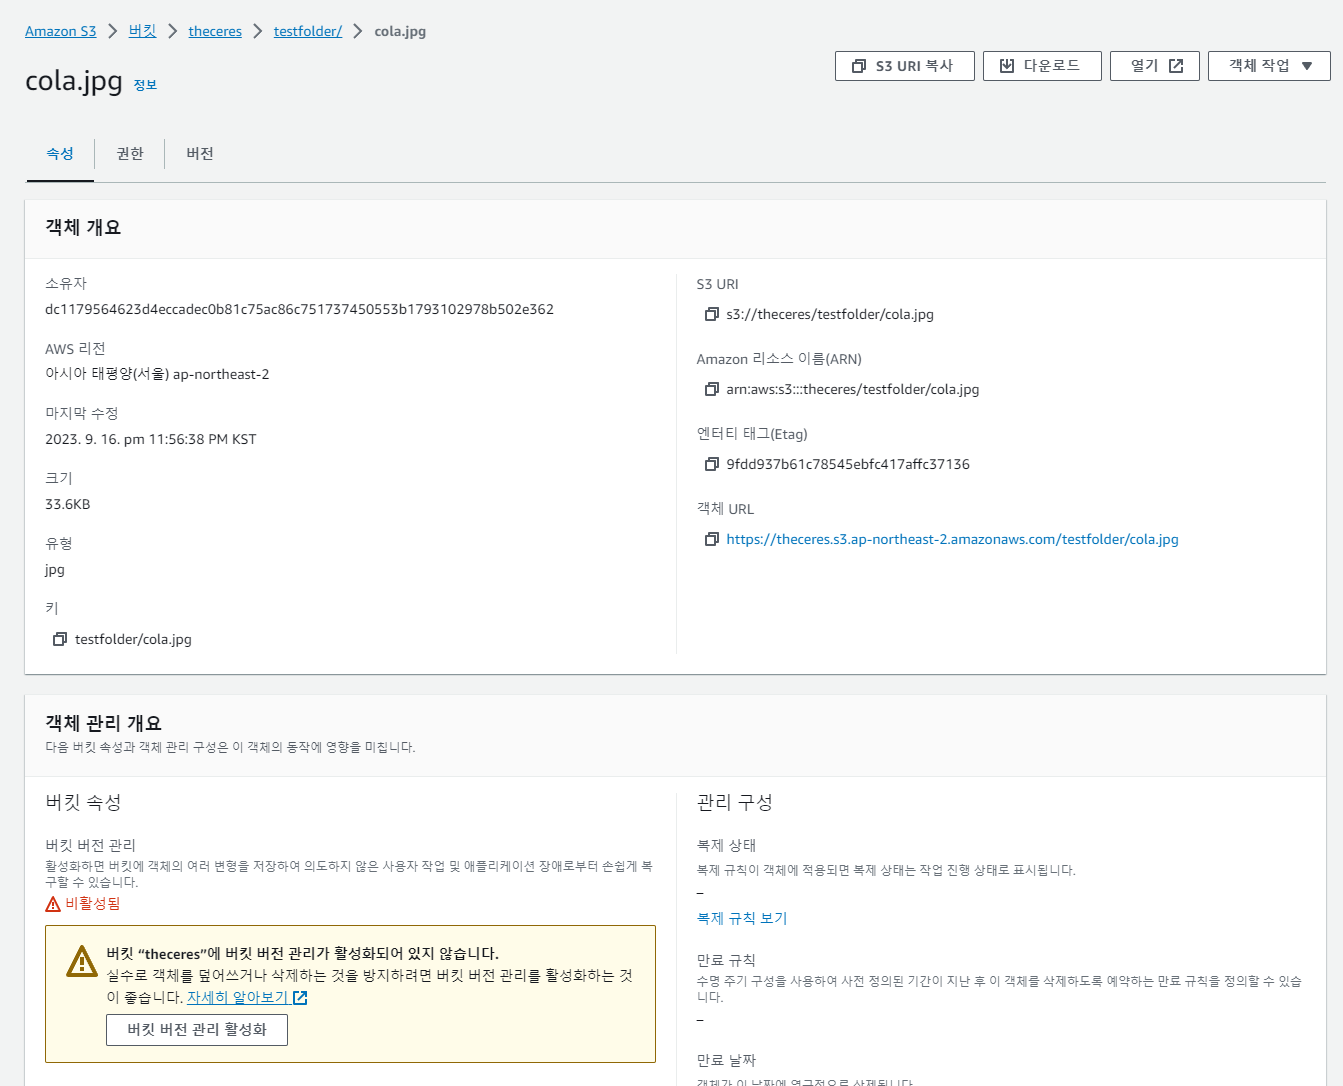 Amazon S3 > 버킷 > theceres > testfolder/ > cola.jpg
cola.jpg 정보
S3 URI 복사 다운로드 열기 객체 작업 ▼
속성 권한 버전
객체 개요
소유자
dc1179564623d4eccadec0b81c75ac86c751737450553b1793102978b502e362
AWS 리전
아시아 태평양(서울) ap-northeast-2
마지막 수정
2023. 9. 16. pm 11:56:38 PM KST
크기
33.6KB
유형
jpg
키
testfolder/cola.jpg
S3 URI
s3://theceres/testfolder/cola.jpg
Amazon 리소스 이름(ARN)
arn:aws:s3:::theceres/testfolder/cola.jpg
엔터티 태그(Etag)
9fdd937b61c78545ebfc417affc37136
객체 URL
https://theceres.s3.ap-northeast-2.amazonaws.com/testfolder/cola.jpg
객체 관리 개요
다음 버킷 속성과 객체 관리 구성은 이 객체의 동작에 영향을 미칩니다.
버킷 속성
버킷 버전 관리
활성화하면 버킷에 객체의 여러 변형을 저장하여 의도하지 않은 사용자 작업 및 애플리케이션 장애로부터 손쉽게 복
구할 수 있습니다.
비활성됨
버킷 “theceres”에 버킷 버전 관리가 활성화되어 있지 않습니다.
실수로 객체를 덮어쓰거나 삭제하는 것을 방지하려면 버킷 버전 관리를 활성화하는 것
이 좋습니다. 자세히 알아보기
버킷 버전 관리 활성화
관리 구성
복제 상태
복제 규칙이 객체에 적용되면 복제 상태는 작업 진행 상태로 표시됩니다.
–
복제 규칙 보기
만료 규칙
수명 주기 구성을 사용하여 사전 정의된 기간이 지난 후 이 객체를 삭제하도록 예약하는 만료 규칙을 정의할 수 있습
니다.
–
만료 날짜
객체가 이 날짜에 영구적으로 삭제됩니다.